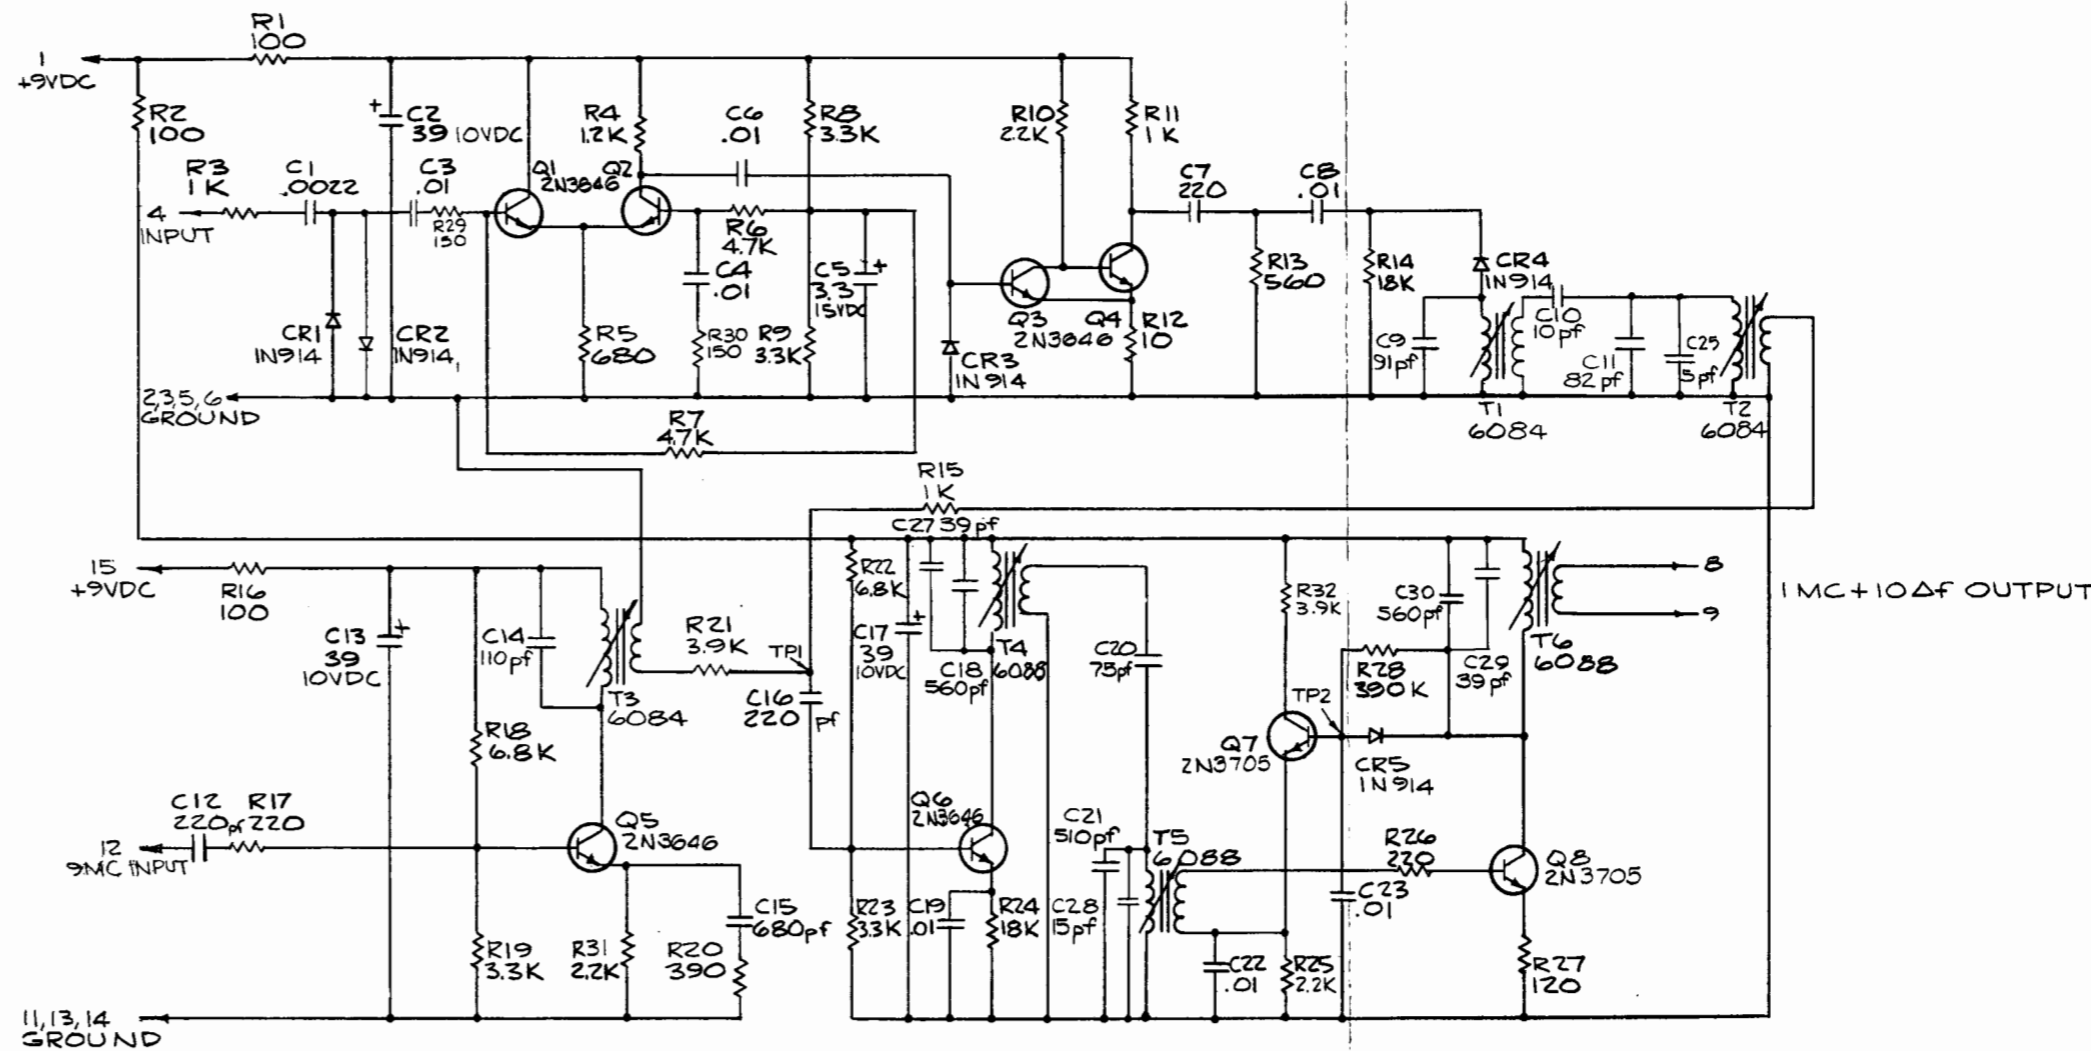 R1
100
1
+9VDC
R2
100
C2
39 10VDC
R4
1.2K
C6
.01
R8
3.3K
R10
2.2K
R11
1K
R3
1K
C1
.0022
C3
.01
R29
150
Q1
2N3646
Q2
4
INPUT
R6
4.7K
C4
.01
C5
3.3
15VDC
+
+
C7
220
C8
.01
R13
560
R14
18K
CR4
1N914
CR1
1N914
CR2
1N914
R5
680
R30
150
R9
3.3K
CR3
1N914
Q3
2N3646
Q4
R12
10
C9
91pf
C10
10pf
C11
82pf
C25
5pf
T1
6084
T2
6084
2,3,5,6
GROUND
R7
4.7K
R15
1K
C27 39pf
15
+9VDC
R16
100
C13
39
10VDC
+
C14
110pf
T3
6084
R21
3.9K
TP1
C16
220 pf
R22
6.8K
C17
39
10VDC
+
C18
560pf
T4
6088
C20
75pf
R32
3.9K
C30
560pf
C29
39pf
T6
6088
8
9
1MC+10Δf OUTPUT
R28
390K
TP2
Q7
2N3705
CR5
1N914
R18
6.8K
C12
220pf
R17
220
12
9MC INPUT
Q5
2N3646
Q6
2N3646
C21
510pf
T5
6088
R26
220
Q8
2N3705
C23
.01
R19
3.3K
R31
2.2K
R20
390
C15
680pf
R23
3.3K
C19
.01
R24
18K
C28
15pf
C22
.01
R25
2.2K
R27
120
11,13,14
GROUND